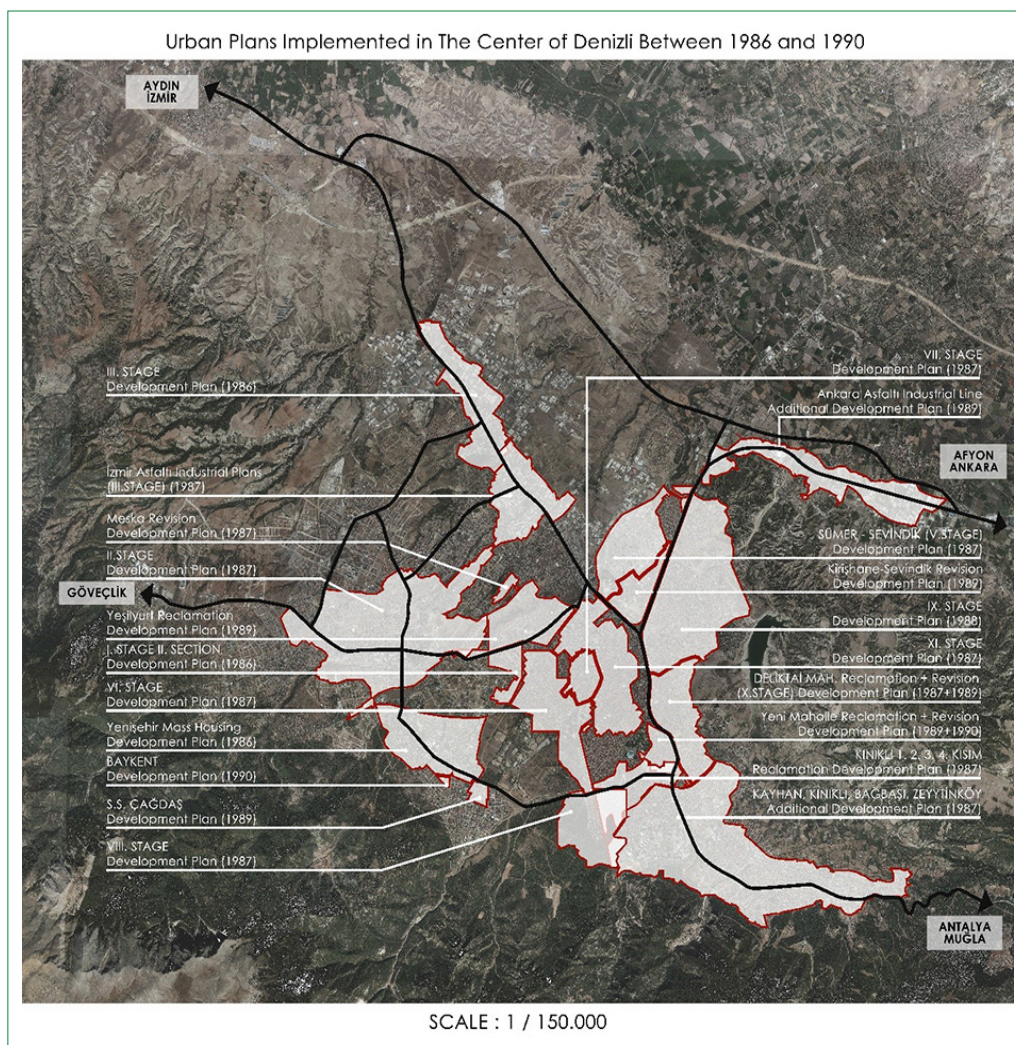 Urban Plans Implemented in The Center of Denizli Between 1986 and 1990
AYDIN
İZMİR
III. STAGE
Development Plan (1986)
İzmir Asfaltı Industrial Plans
(III.STAGE) (1987)
Meska Revision
Development Plan (1987)
II.STAGE
Development Plan (1987)
GÖVEÇLİK
Yeşilyurt Reclamation
Development Plan (1989)
I. STAGE II. SECTION
Development Plan (1986)
VI. STAGE
Development Plan (1987)
Yenişehir Mass Housing
Development Plan (1986)
BAYKENT
Development Plan (1990)
S.S. ÇAĞDAŞ
Development Plan (1989)
VIII. STAGE
Development Plan (1987)
VII. STAGE
Development Plan (1987)
Ankara Asfaltı Industrial Line
Additional Development Plan (1989)
AFYON
ANKARA
SÜMER - SEVİNDİK (V.STAGE)
Development Plan (1987)
Kirişhane-Sevindik Revision
Development Plan (1989)
IX. STAGE
Development Plan (1988)
XI. STAGE
Development Plan (1987)
DELİKTAİ MAH. Reclamation + Revision
(X.STAGE) Development Plan (1987+1989)
Yeni Mahalle Reclamation + Revision
Development Plan (1989+1990)
KINIKLI 1, 2, 3, 4. KISIM
Reclamation Development Plan (1987)
KAYHAN, KINIKLI, BAĞBAŞI, ZEYYTİNKÖY
Additional Development Plan (1987)
ANTALYA
MUĞLA
SCALE : 1 / 150.000